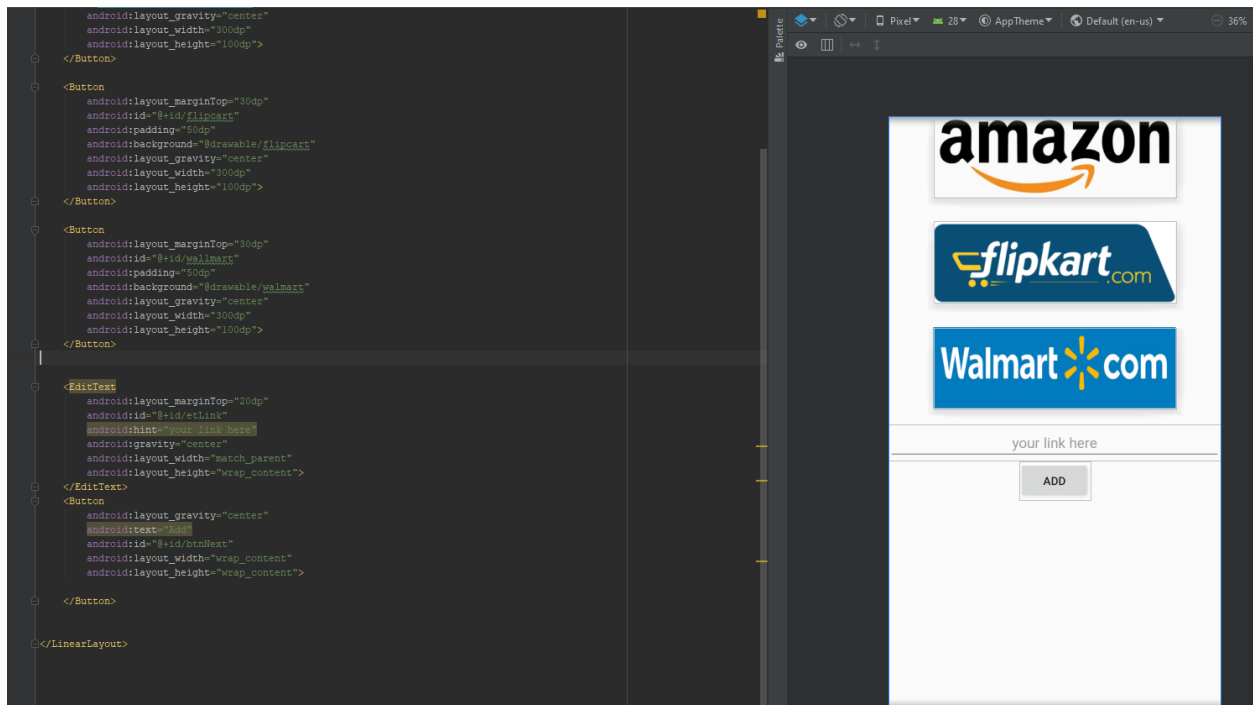 android:layout_gravity="center"
android:layout_width="300dp"
android:layout_height="100dp">
</Button>
<Button
android:layout_marginTop="30dp"
android:id="@+id/flipcart"
android:padding="50dp"
android:background="@drawable/flipcart"
android:layout_gravity="center"
android:layout_width="300dp"
android:layout_height="100dp">
</Button>
<Button
android:layout_marginTop="30dp"
android:id="@+id/wallmart"
android:padding="50dp"
android:background="@drawable/walmart"
android:layout_gravity="center"
android:layout_width="300dp"
android:layout_height="100dp">
</Button>
<EditText
android:layout_marginTop="20dp"
android:id="@+id/etLink"
android:hint="your link here"
android:gravity="center"
android:layout_width="match_parent"
android:layout_height="wrap_content">
</EditText>
<Button
android:layout_gravity="center"
android:text="Add"
android:id="@+id/btnNext"
android:layout_width="wrap_content"
android:layout_height="wrap_content">
</Button>
</LinearLayout>
Palette
Pixel 28 AppTheme Default (en-us) 36%
amazon
flipkart.com
Walmart com
your link here
ADD